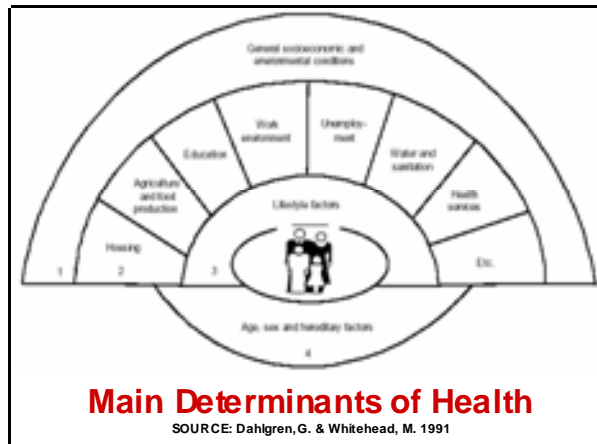 General socioeconomic and
environmental conditions
Work
environment
Unemploy-
ment
Education
Water and
sanitation
Agriculture
and food
production
Health
services
Lifestyle factors
Housing
Etc.
1
2
3
Age, sex and hereditary factors
4
Main Determinants of Health
SOURCE: Dahlgren, G. & Whitehead, M. 1991